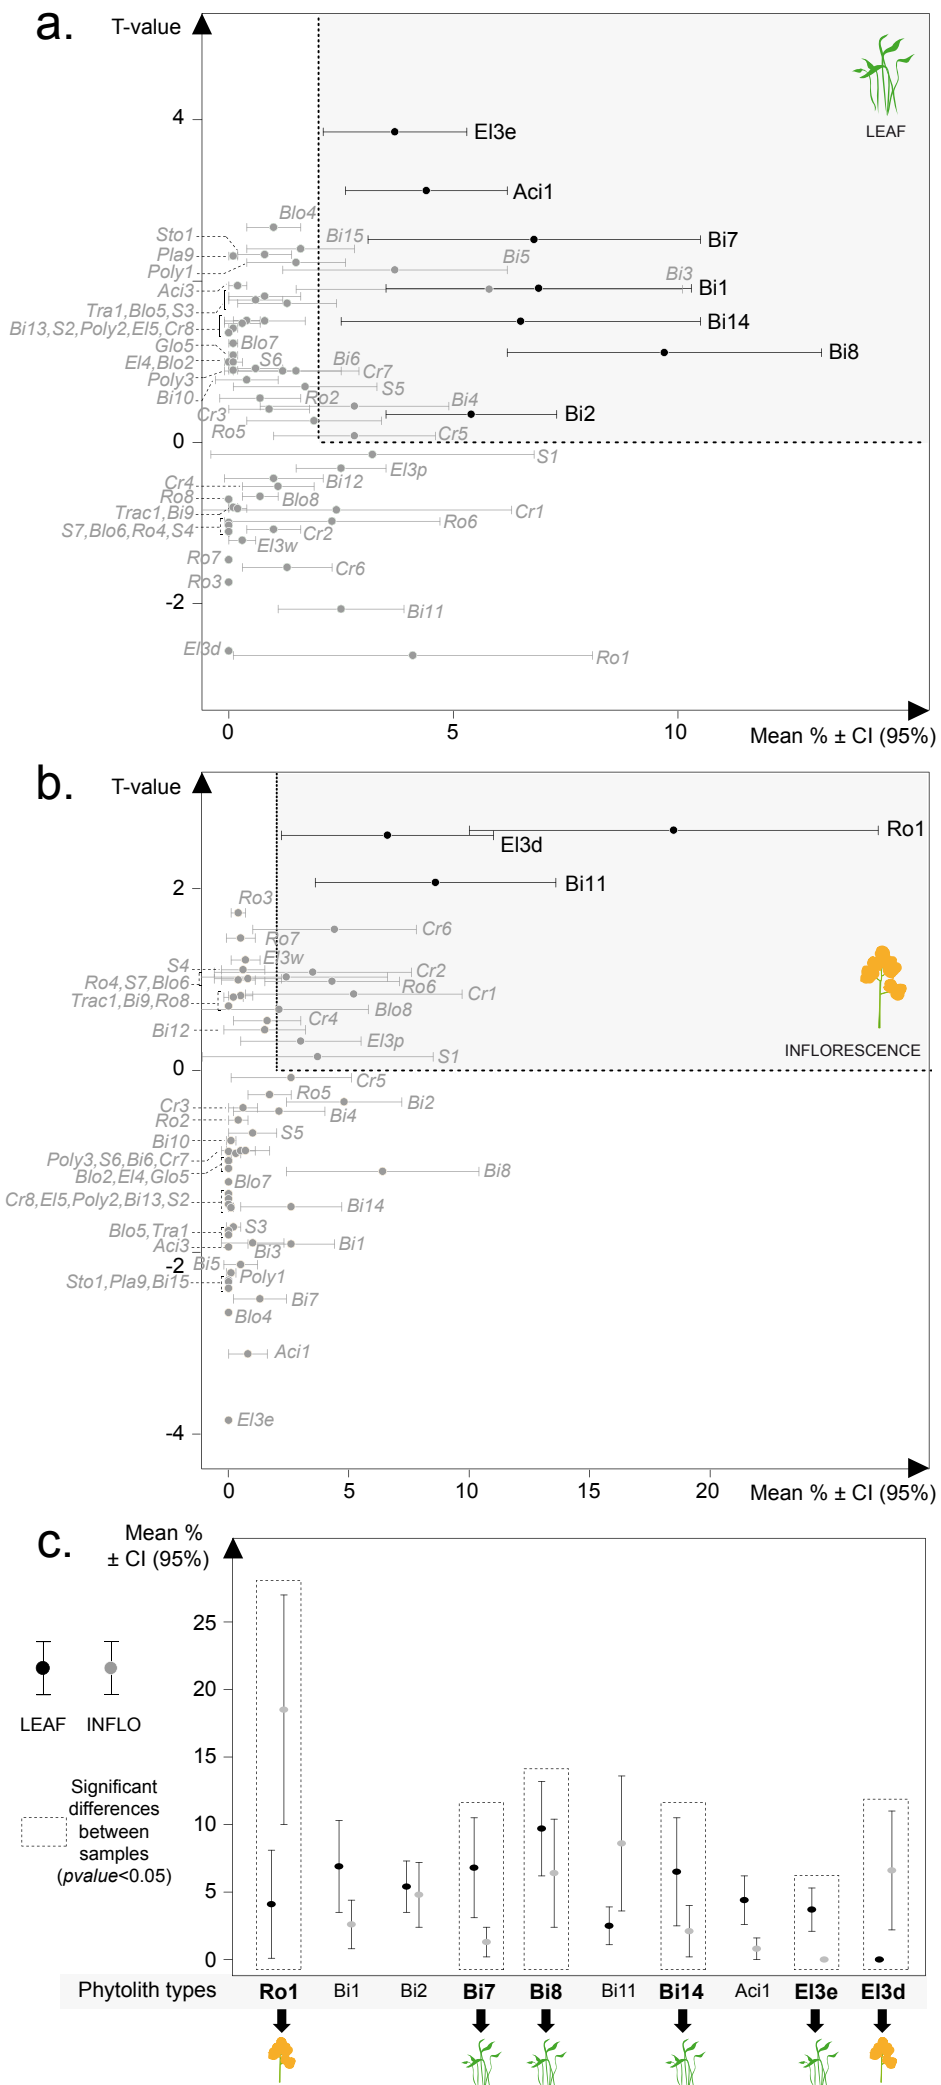 a.
T-value
4
El3e
LEAF
Aci1
Blo4
Sto1
Bi15
Bi7
Pla9
Bi5
Poly1
Bi3
Aci3
Bi1
Tra1,Blo5,S3
Bi13,S2,Poly2,El5,Cr8
Bi14
Glo5
Blo7
Bi8
El4,Blo2
S6
Bi6
Cr7
Poly3
S5
Bi10
Ro2
Bi4
Cr3
Bi2
Ro5
Cr5
0
S1
El3p
Cr4
Bi12
Ro8
Blo8
Trac1,Bi9
Cr1
S7,Blo6,Ro4,S4
Ro6
Cr2
El3w
Ro7
Cr6
Ro3
-2
Bi11
El3d
Ro1
0
5
10
Mean % ± CI (95%)
b.
T-value
Ro1
El3d
2
Bi11
Ro3
Cr6
Ro7
El3w
S4
Cr2
Ro4,S7,Blo6
Ro6
Trac1,Bi9,Ro8
Cr1
Blo8
Cr4
Bi12
El3p
INFLORESCENCE
S1
0
Cr5
Ro5
Cr3
Bi2
Ro2
Bi4
S5
Bi10
Poly3,S6,Bi6,Cr7
Bi8
Blo2,El4,Glo5
Blo7
Cr8,El5,Poly2,Bi13,S2
Bi14
Blo5,Tra1
S3
Aci3
Bi3
Bi1
Bi5
-2
Sto1,Pla9,Bi15
Poly1
Bi7
Blo4
Aci1
El3e
-4
0
5
10
15
20
Mean % ± CI (95%)
c.
Mean %
± CI (95%)
25
20
15
10
5
0
LEAF
INFLO
Significant
differences
between
samples
(pvalue<0.05)
Phytolith types
Ro1
Bi1
Bi2
Bi7
Bi8
Bi11
Bi14
Aci1
El3e
El3d